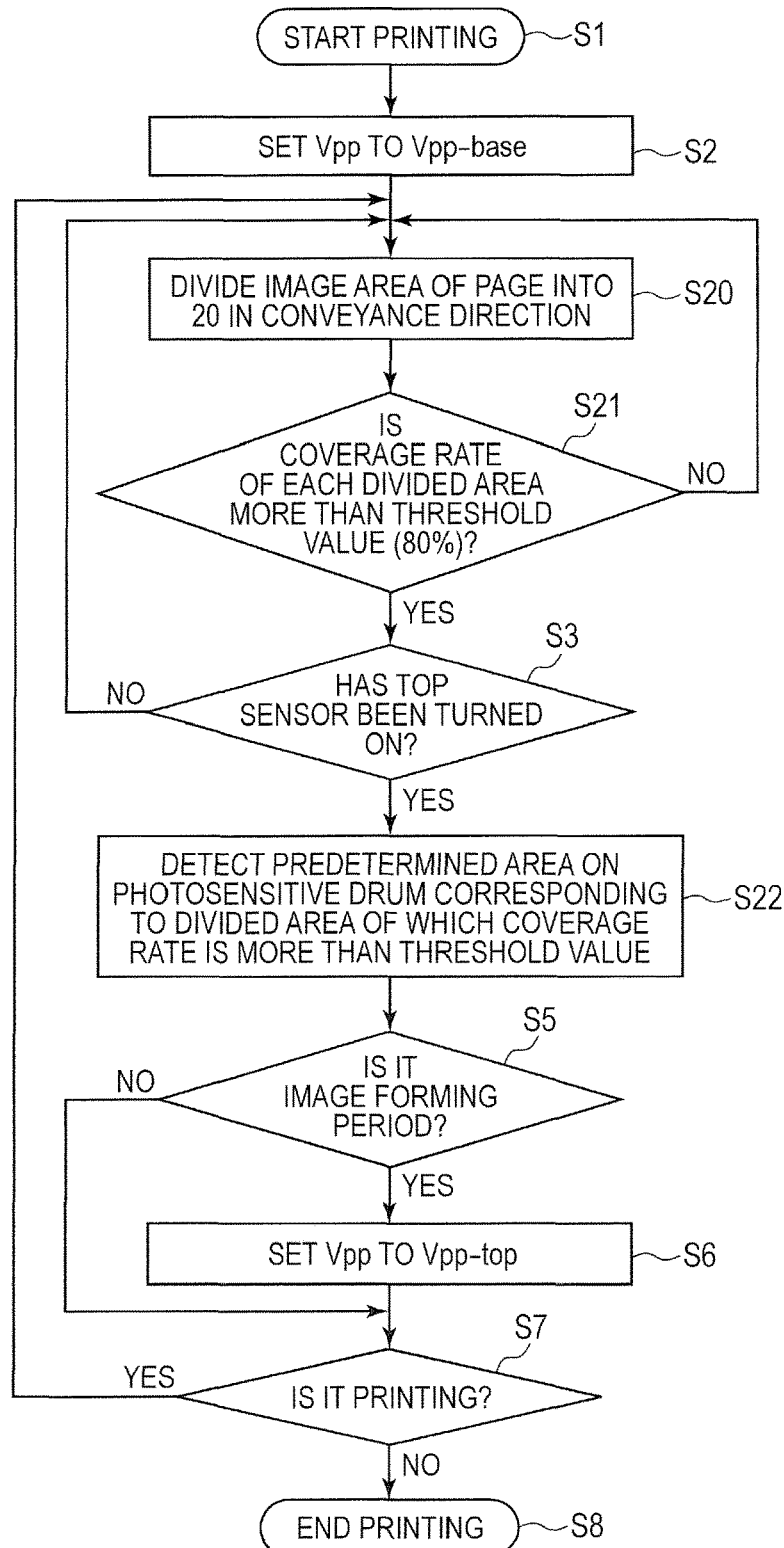 START PRINTING
S1
SET Vpp TO Vpp-base
S2
DIVIDE IMAGE AREA OF PAGE INTO
20 IN CONVEYANCE DIRECTION
S20
IS
COVERAGE RATE
OF EACH DIVIDED AREA
MORE THAN THRESHOLD
VALUE (80%)?
S21
NO
YES
HAS TOP
SENSOR BEEN TURNED
ON?
S3
NO
YES
DETECT PREDETERMINED AREA ON
PHOTOSENSITIVE DRUM CORRESPONDING
TO DIVIDED AREA OF WHICH COVERAGE
RATE IS MORE THAN THRESHOLD VALUE
S22
IS IT
IMAGE FORMING
PERIOD?
S5
NO
YES
SET Vpp TO Vpp-top
S6
IS IT PRINTING?
S7
YES
NO
END PRINTING
S8